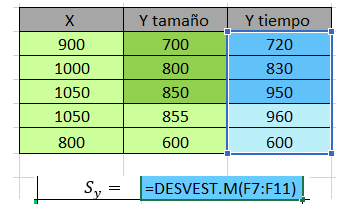 X Y tamaño Y tiempo
900 700 720
1000 800 830
1050 850 950
1050 855 960
800 600 600
S_y = =DESVEST.M(F7:F11)